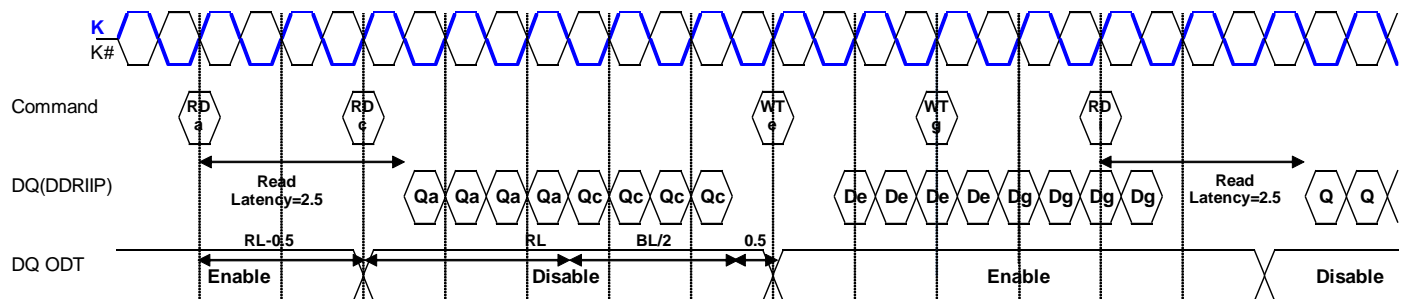 K
K#
Command
RD a
RD c
WT e
WT g
RD
DQ(DDRIIP)
Read
Latency=2.5
Qa Qa Qa Qa Qc Qc Qc Qc
De De De De Dg Dg Dg Dg
Read
Latency=2.5
Q Q
DQ ODT
RL-0.5
RL
BL/2
0.5
Enable
Disable
Enable
Disable